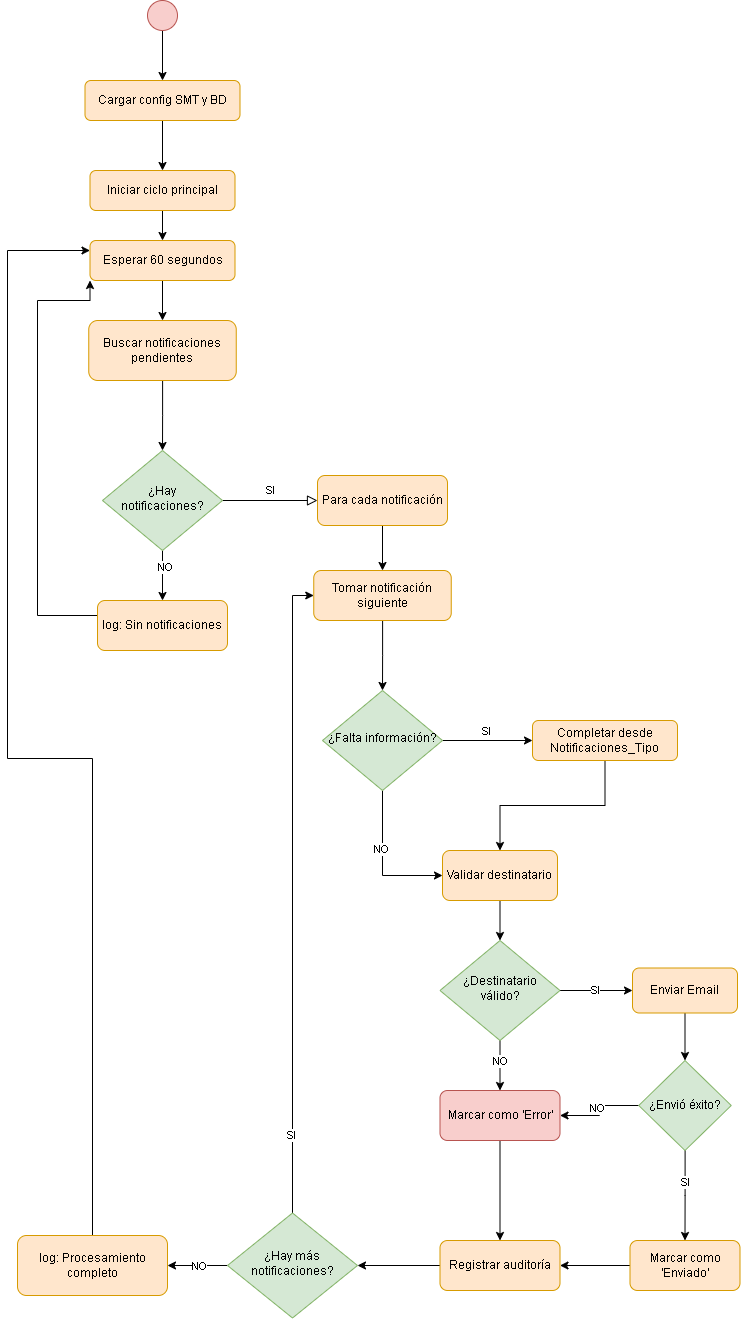 Cargar config SMT y BD
Iniciar ciclo principal
Esperar 60 segundos
Buscar notificaciones
pendientes
¿Hay
notificaciones?
SI
Para cada notificación
NO
log: Sin notificaciones
Tomar notificación
siguiente
¿Falta información?
SI
Completar desde
Notificaciones_Tipo
NO
Validar destinatario
¿Destinatario
válido?
SI
Enviar Email
NO
Marcar como 'Error'
NO
¿Envió éxito?
SI
SI
log: Procesamiento
completo
NO
¿Hay más
notificaciones?
Registrar auditoría
Marcar como
'Enviado'